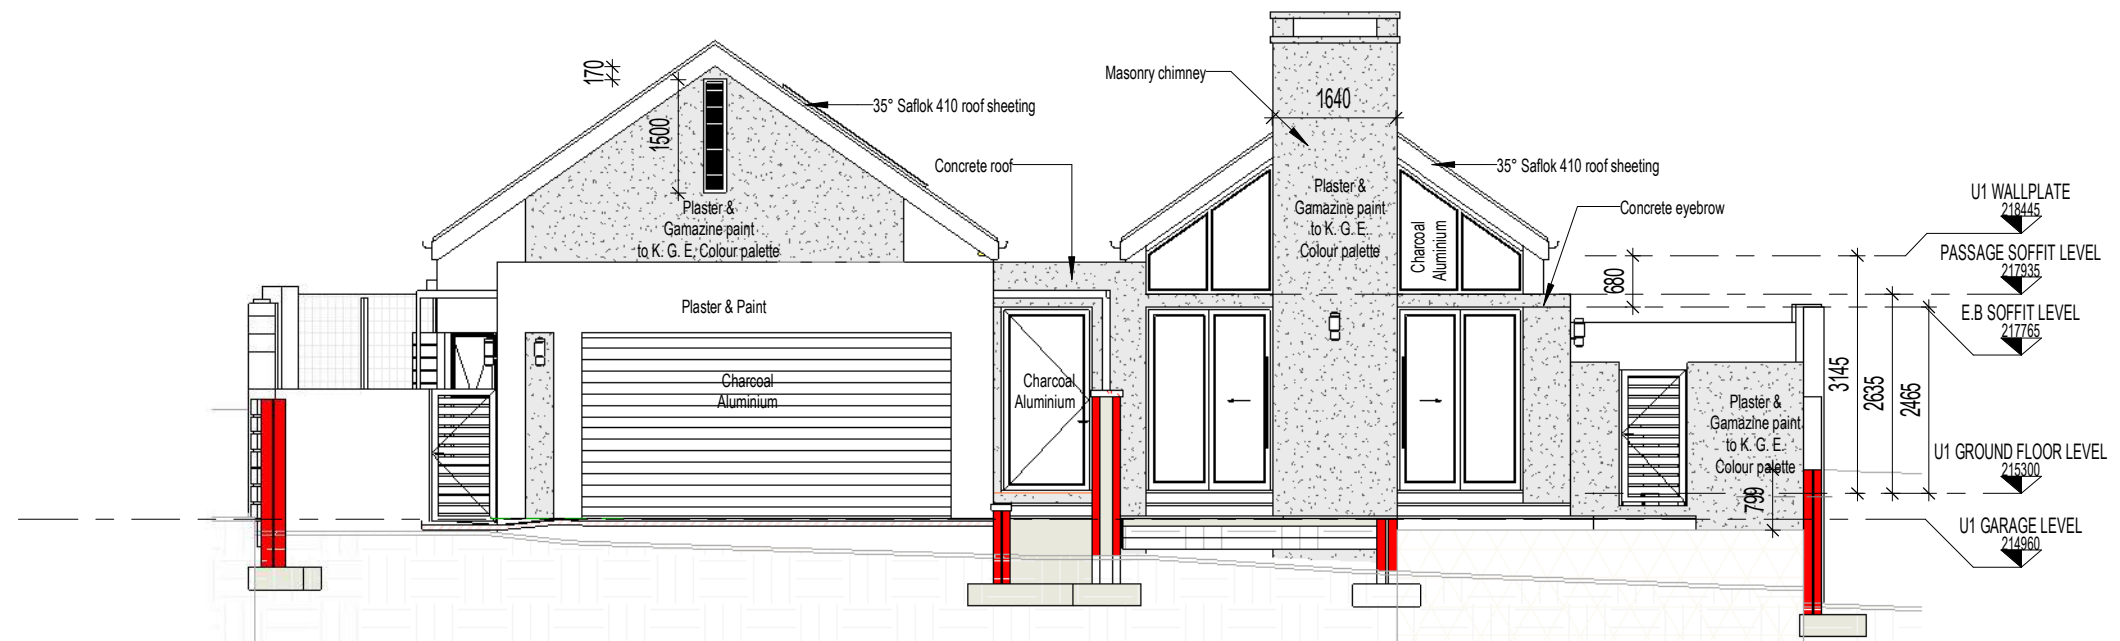 170
1500
35° Saflok 410 roof sheeting
Plaster &
Gamazine paint
to K. G. E. Colour palette
Plaster & Paint
Charcoal
Aluminium
Concrete roof
Charcoal
Aluminium
Masonry chimney
1640
Plaster &
Gamazine paint
to K. G. E.
Colour palette
35° Saflok 410 roof sheeting
Charcoal
Aluminium
Concrete eyebrow
680
3145
2635
2465
Plaster &
Gamazine paint
to K. G. E.
Colour palette
799
U1 WALLPLATE
218445
PASSAGE SOFFIT LEVEL
217935
E.B SOFFIT LEVEL
217765
U1 GROUND FLOOR LEVEL
215300
U1 GARAGE LEVEL
214960